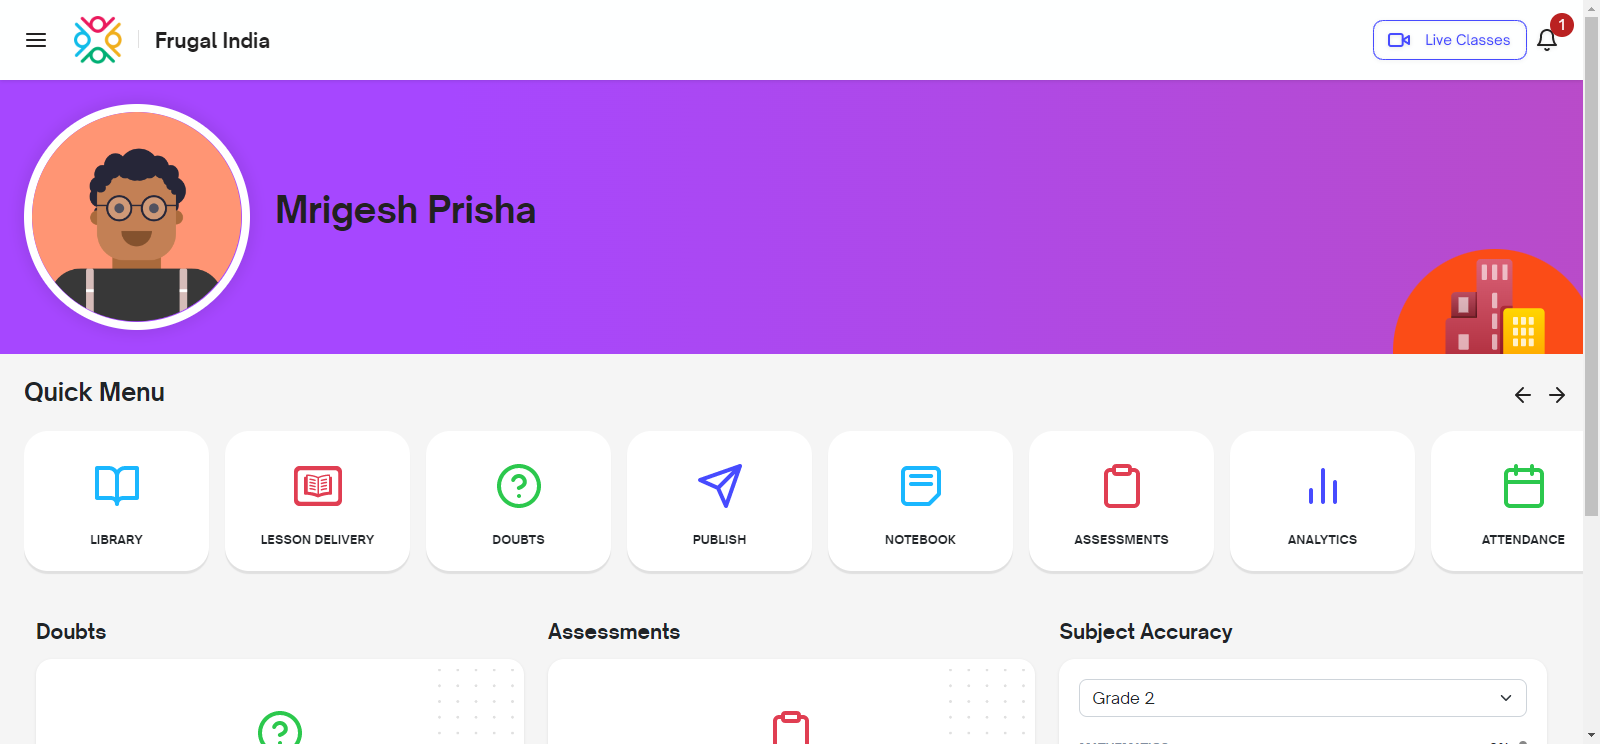 Frugal India
Live Classes
1
Mrigesh Prisha
Quick Menu
LIBRARY
LESSON DELIVERY
DOUBTS
PUBLISH
NOTEBOOK
ASSESSMENTS
ANALYTICS
ATTENDANCE
Doubts
Assessments
Subject Accuracy
Grade 2